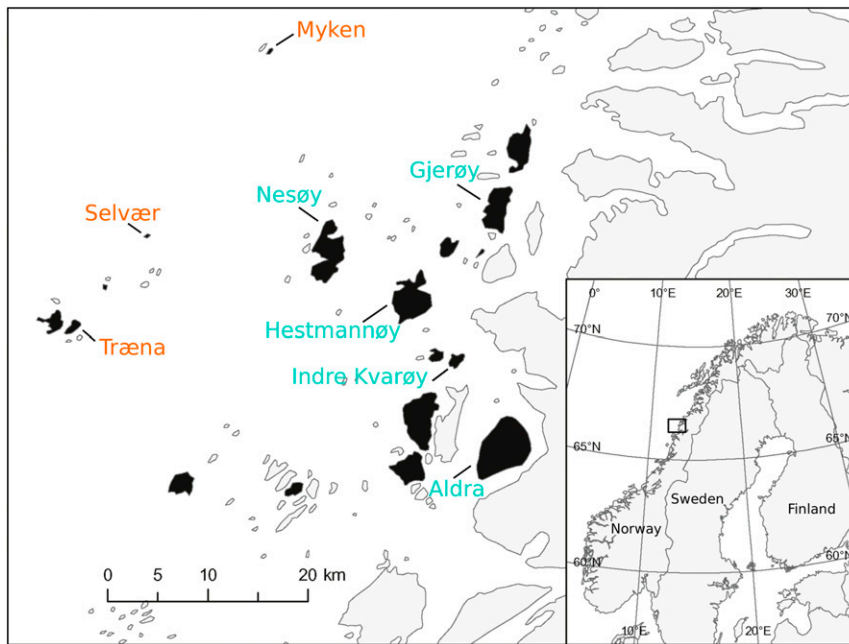 Myken
Gjerøy
Nesøy
Selvær
Hestmannøy
Træna
Indre Kvarøy
Aldra
0 5 10 20 km
0° 10°E 20°E 30°E
70°N 70°N
65°N 65°N
Sweden
Finland
Norway
60°N 60°N
10°E 20°E